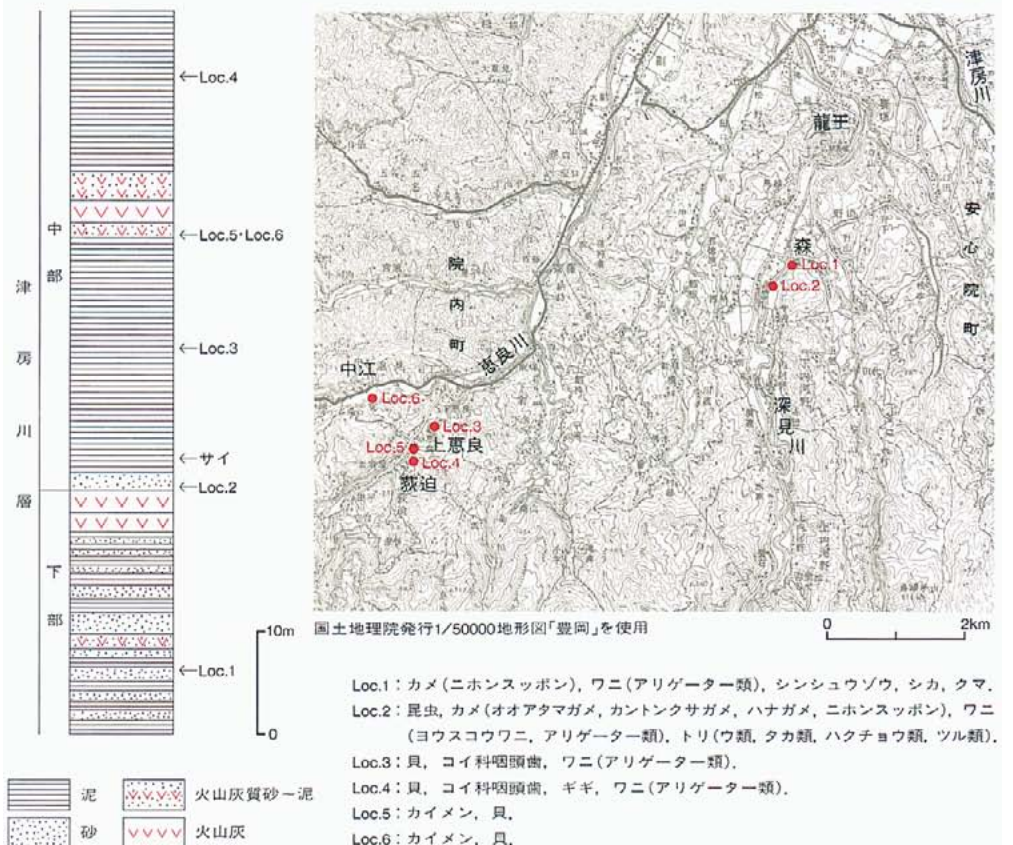 津房川層
中部
下部
←Loc.4
←Loc.5・Loc.6
←Loc.3
←サイ
←Loc.2
←Loc.1
10m
0
泥
砂
火山灰質砂－泥
火山灰
津房川
龍王
安心院町
森
Loc.1
Loc.2
院内町
恵良川
中江
Loc.6
Loc.3
Loc.5
上恵良
Loc.4
荻迫
深見川
国土地理院発行1/50000地形図「豊岡」を使用
0 2km
Loc.1：カメ(ニホンスッポン)，ワニ(アリゲーター類)，シンシュウゾウ，シカ，クマ．
Loc.2：昆虫，カメ(オオアタマガメ，カントンクサガメ，ハナガメ，ニホンスッポン)，ワニ
(ヨウスコウワニ，アリゲーター類)，トリ(ウ類，タカ類，ハクチョウ類，ツル類)．
Loc.3：貝，コイ科咽頭歯，ワニ(アリゲーター類)．
Loc.4：貝，コイ科咽頭歯，ギギ，ワニ(アリゲーター類)．
Loc.5：カイメン，貝．
Loc.6：カイメン，貝．